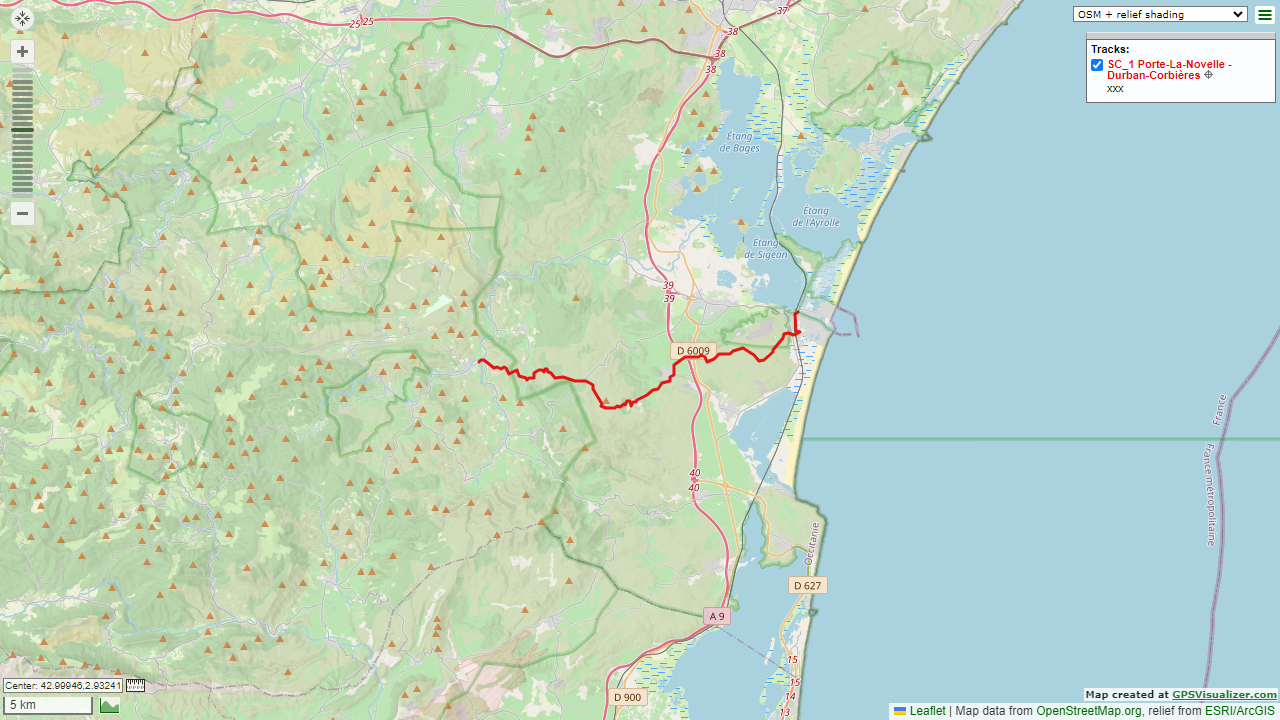 25 25
37
38
38
38
OSM + relief shading
Tracks:
SC_1 Porte-La-Novelle -
Durban-Corbières
xxx
Étang
de Bages
Étang
de l'Ayrolle
Étang
de Sigean
39
39
D 6009
France
France métropolitaine
40
40
Occitanie
D 627
A 9
15
15
14
13
D 900
Center: 42.99946,2.93241
5 km
Map created at GPSVisualizer.com
Leaflet | Map data from OpenStreetMap.org, relief from ESRI/ArcGIS